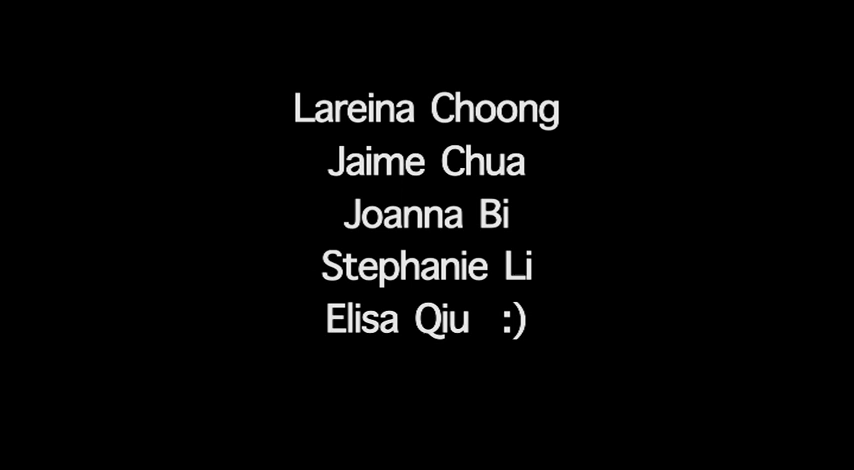 Lareina Choong
Jaime Chua
Joanna Bi
Stephanie Li
Elisa Qiu :)